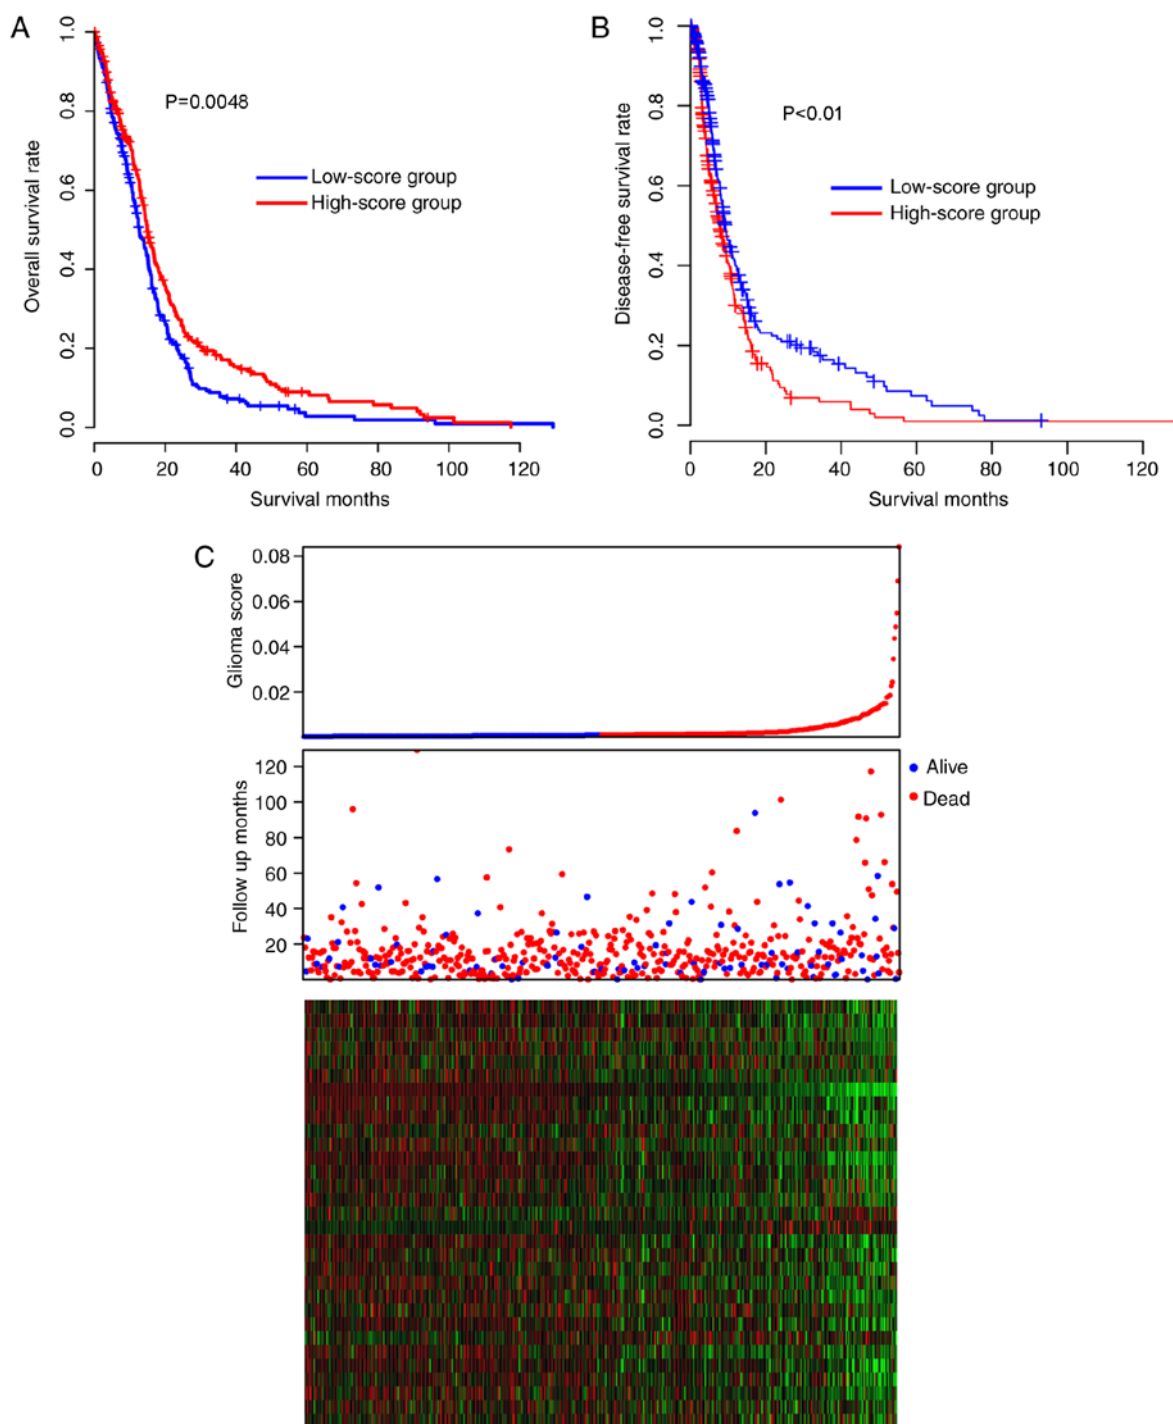 A
1.0
0.8
0.6
0.4
0.2
0.0
Overall survival rate
P=0.0048
Low-score group
High-score group
0 20 40 60 80 100 120
Survival months
B
1.0
0.8
0.6
0.4
0.2
0.0
Disease-free survival rate
P<0.01
Low-score group
High-score group
0 20 40 60 80 100 120
Survival months
C
0.08
0.06
0.04
0.02
Glioma score
120
100
80
60
40
20
Follow up months
Alive
Dead